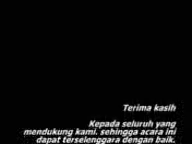 Terima kasih
Kepada seluruh yang
mendukung kami. sehingga acara ini
dapat terselenggara dengan baik.